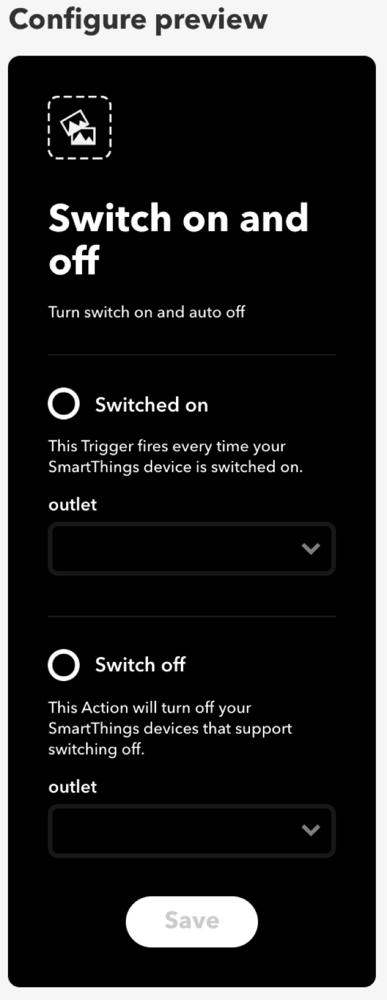 Configure preview
Switch on and
off
Turn switch on and auto off
Switched on
This Trigger fires every time your
SmartThings device is switched on.
outlet
Switch off
This Action will turn off your
SmartThings devices that support
switching off.
outlet
Save